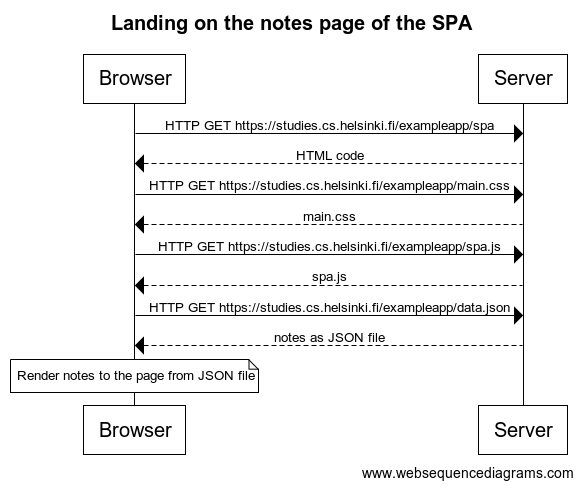 Landing on the notes page of the SPA
Browser
Server
HTTP GET https://studies.cs.helsinki.fi/exampleapp/spa
HTML code
HTTP GET https://studies.cs.helsinki.fi/exampleapp/main.css
main.css
HTTP GET https://studies.cs.helsinki.fi/exampleapp/spa.js
spa.js
HTTP GET https://studies.cs.helsinki.fi/exampleapp/data.json
notes as JSON file
Render notes to the page from JSON file
Browser
Server
www.websequencediagrams.com